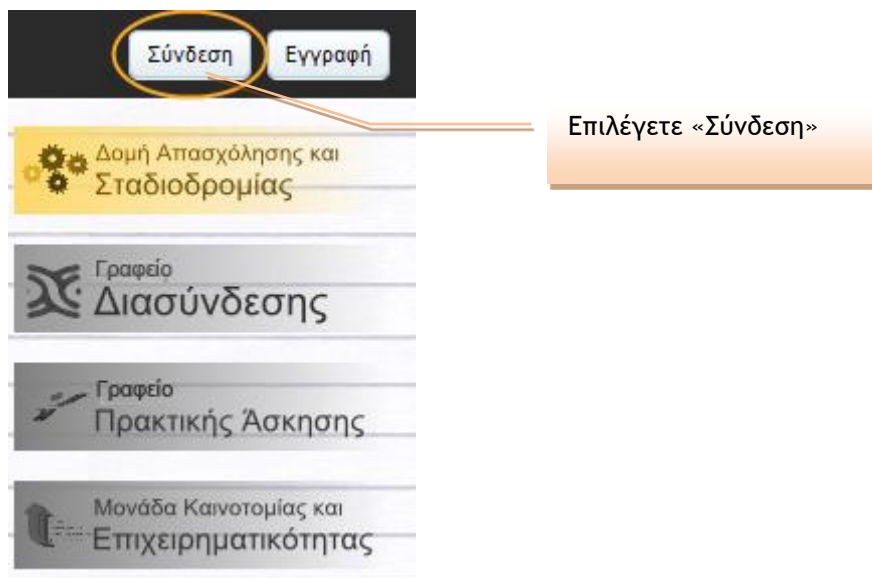 Σύνδεση Εγγραφή
Επιλέγετε «Σύνδεση»
Δομή Απασχόλησης και
Σταδιοδρομίας
Γραφείο
Διασύνδεσης
Γραφείο
Πρακτικής Άσκησης
Μονάδα Καινοτομίας και
Επιχειρηματικότητας